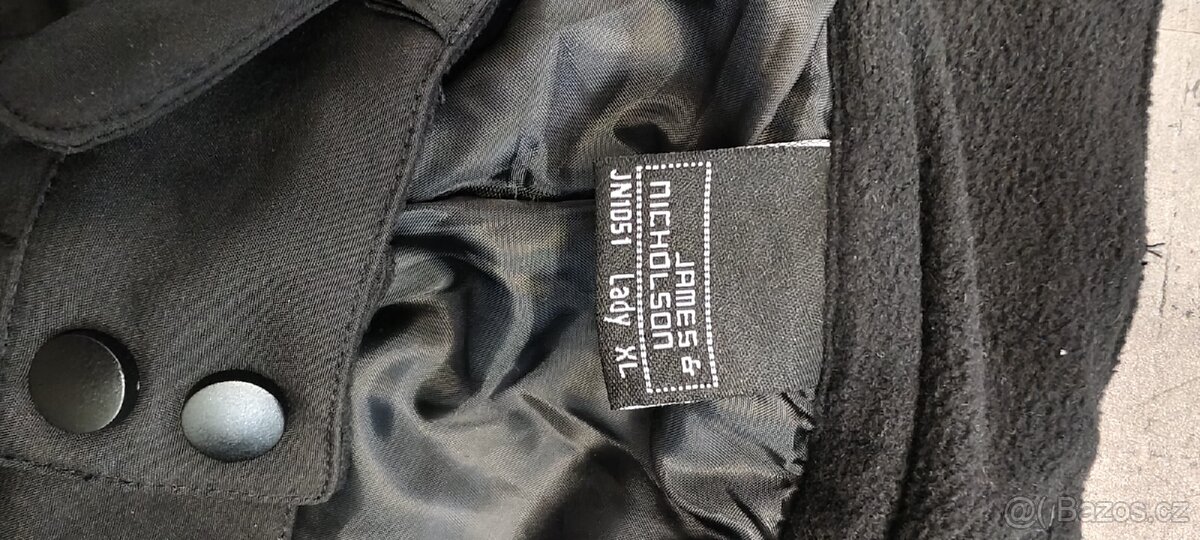 JAMES &
NICHOLSON
JN1051 Lady XL
@() Bazos.cz